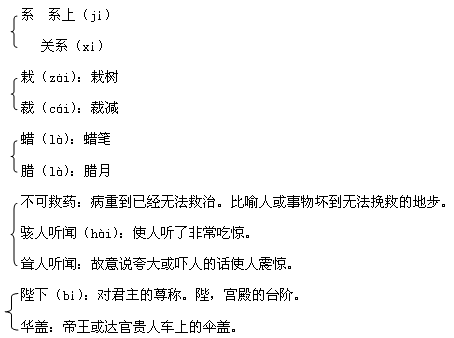 系 系上（jì）
关系（xì）
栽（zāi）：栽树
裁（cái）：裁减
蜡（là）：蜡笔
腊（là）：腊月
不可救药：病重到已经无法救治。比喻人或事物坏到无法挽救的地步。
骇人听闻（hài）：使人听了非常吃惊。
耸人听闻：故意说夸大或吓人的话使人震惊。
陛下（bì）：对君主的尊称。陛，宫殿的台阶。
华盖：帝王或达官贵人车上的伞盖。